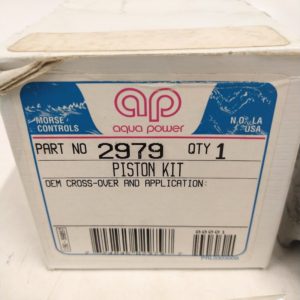 MORSE
CONTROLS
ap
aqua power
N.O., LA
USA
PART NO 2979 QTY 1
PISTON KIT
OEM CROSS-OVER AND APPLICATION:
00001